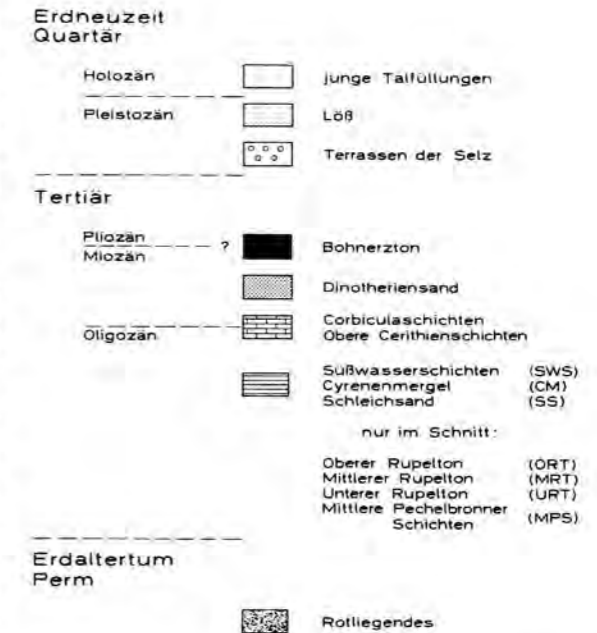 Erdneuzeit
Quartär
Holozän junge Talfüllungen
Pleistozän Löß
Terrassen der Selz
Tertiär
Pliozän
Miozän ? Bohnerzton
Dinotheriensand
Corbiculaschichten
Oligozän Obere Cerithienschichten
Süßwasserschichten (SWS)
Cyrenenmergel (CM)
Schleichsand (SS)
nur im Schnitt:
Oberer Rupelton (ORT)
Mittlerer Rupelton (MRT)
Unterer Rupelton (URT)
Mittlere Pechelbronner
Schichten (MPS)
Erdaltertum
Perm
Rotliegendes